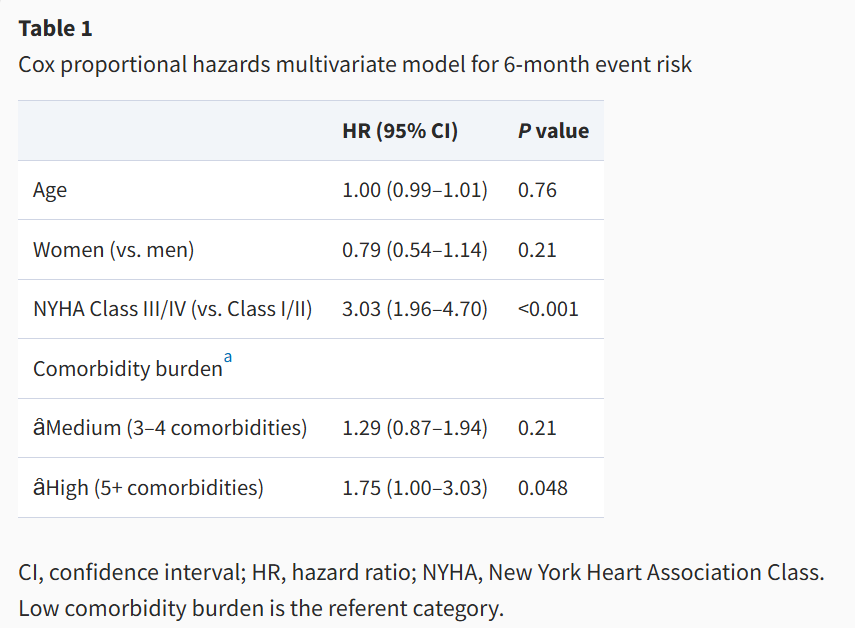 Table 1
Cox proportional hazards multivariate model for 6-month event risk
HR (95% CI) P value
Age 1.00 (0.99–1.01) 0.76
Women (vs. men) 0.79 (0.54–1.14) 0.21
NYHA Class III/IV (vs. Class I/II) 3.03 (1.96–4.70) <0.001
Comorbidity burdena
âMedium (3–4 comorbidities) 1.29 (0.87–1.94) 0.21
âHigh (5+ comorbidities) 1.75 (1.00–3.03) 0.048
CI, confidence interval; HR, hazard ratio; NYHA, New York Heart Association Class.
Low comorbidity burden is the referent category.